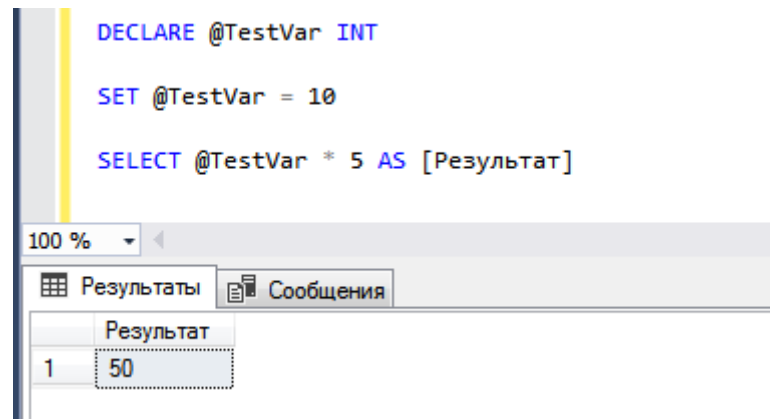 DECLARE @TestVar INT
SET @TestVar = 10
SELECT @TestVar * 5 AS [Результат]
100 %
Результаты Сообщения
Результат
1 50